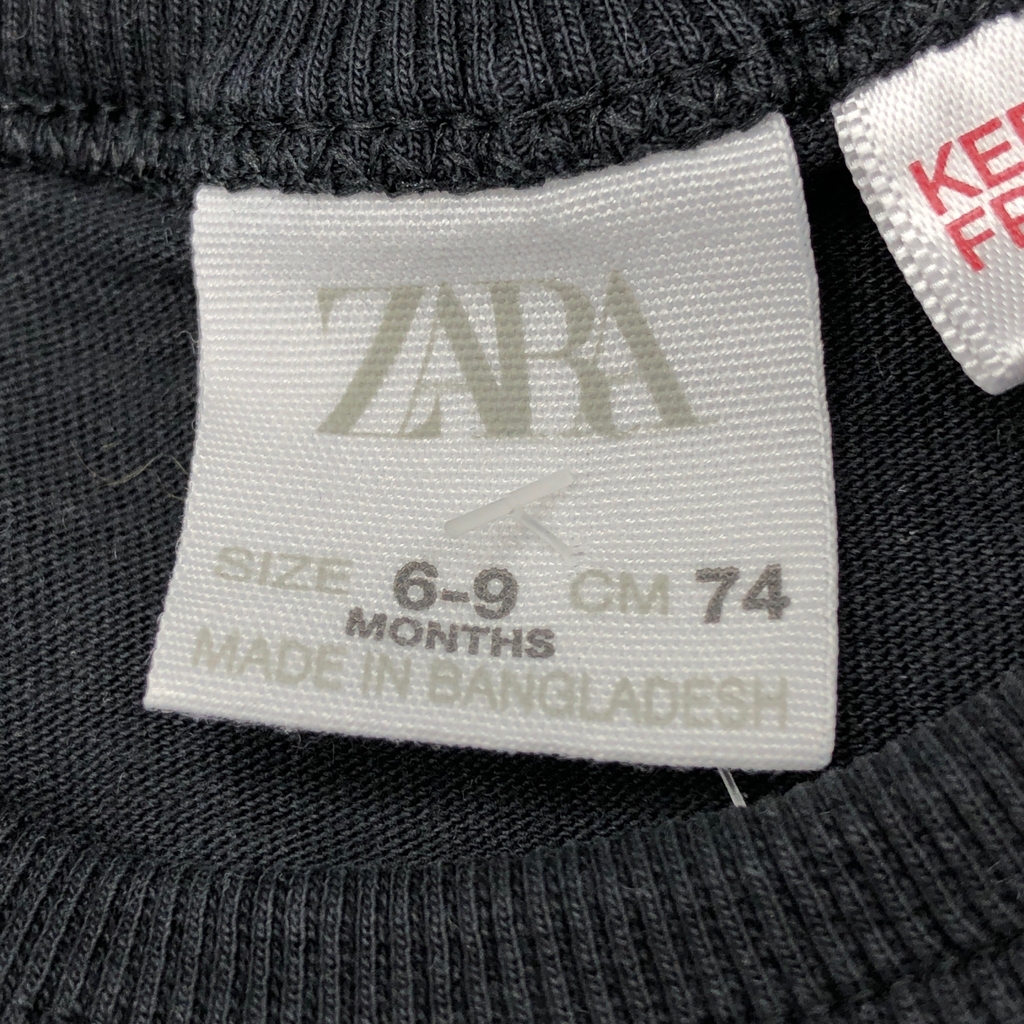 ZARA
SIZE 6-9 CM 74
MONTHS
MADE IN BANGLADESH